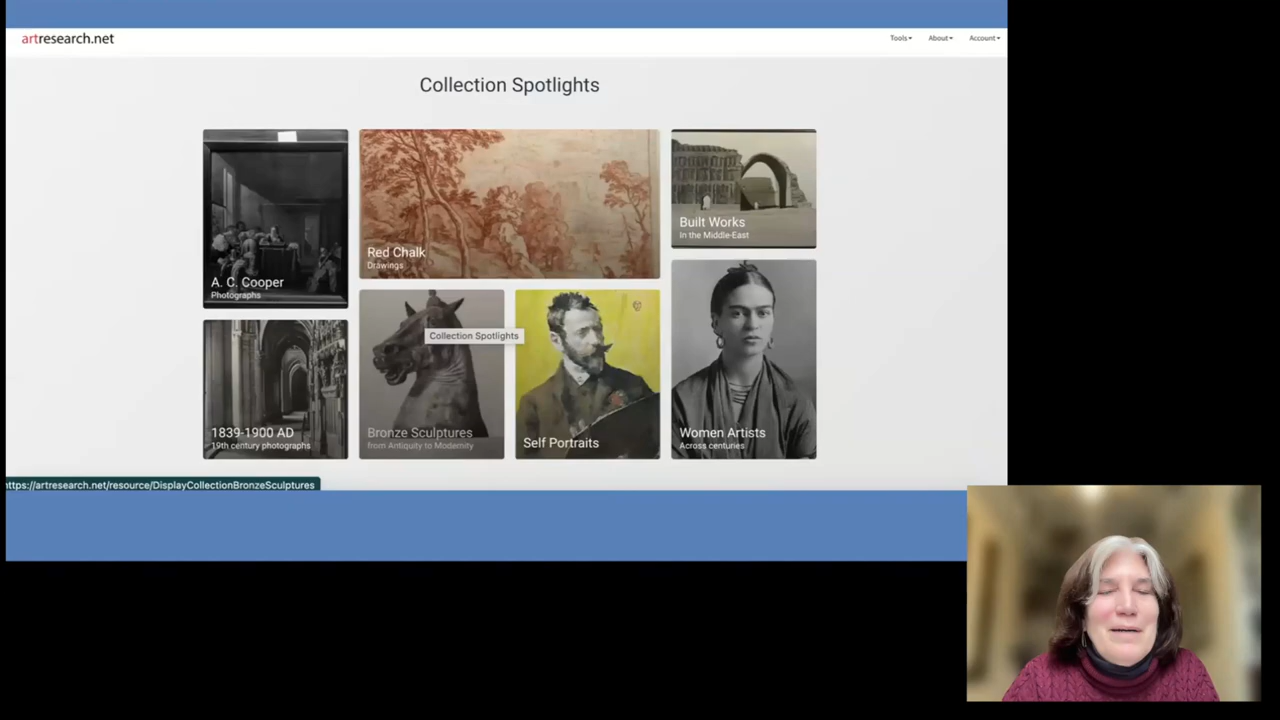 artresearch.net
Tools
About
Account
Collection Spotlights
A. C. Cooper
Photographs
Red Chalk
Drawings
Built Works
In the Middle-East
Collection Spotlights
1839-1900 AD
19th century photographs
Bronze Sculptures
from Antiquity to Modernity
Self Portraits
Women Artists
Across centuries
https://artresearch.net/resource/DisplayCollectionBronzeSculptures